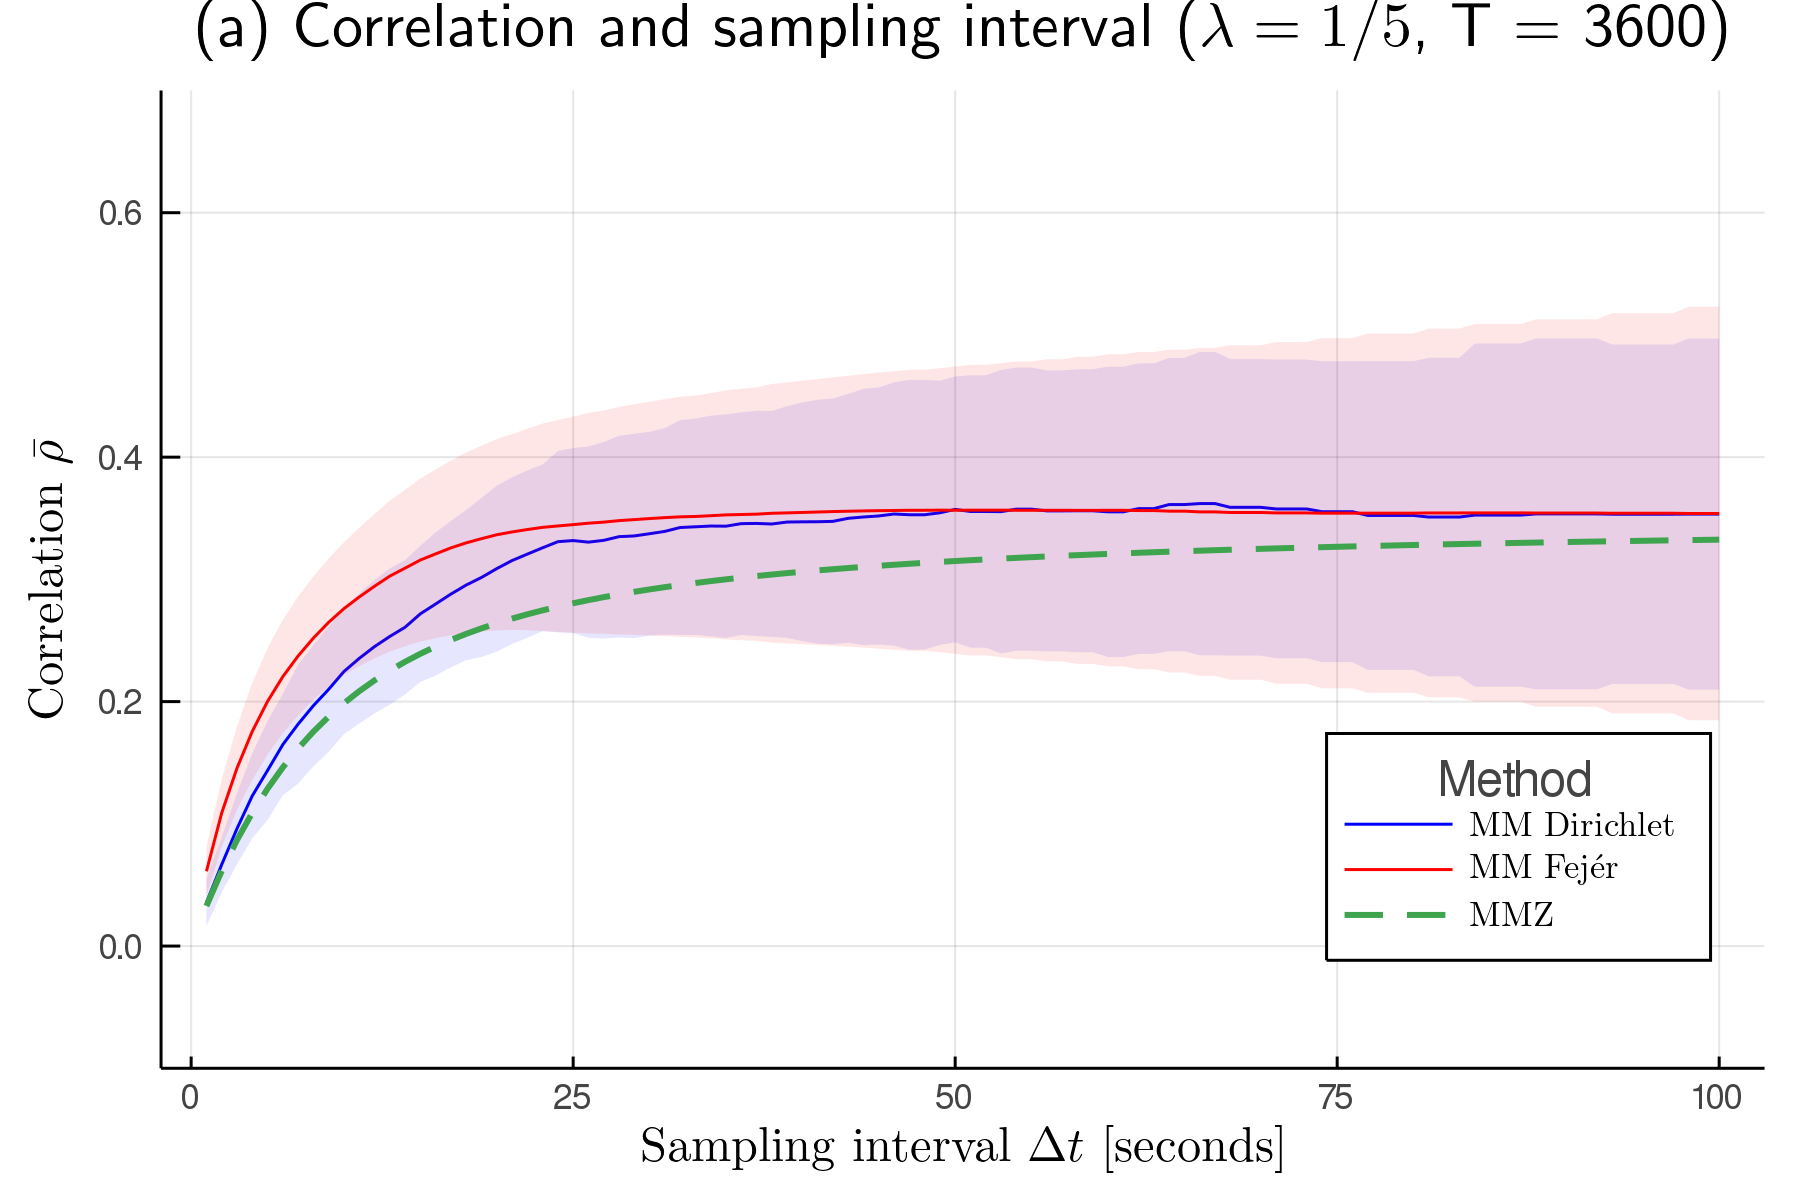 (a) Correlation and sampling interval (λ = 1/5, T = 3600)
Correlation ρ̄
0.6
0.4
0.2
0.0
Method
MM Dirichlet
MM Fejér
MMZ
0 25 50 75 100
Sampling interval Δt [seconds]